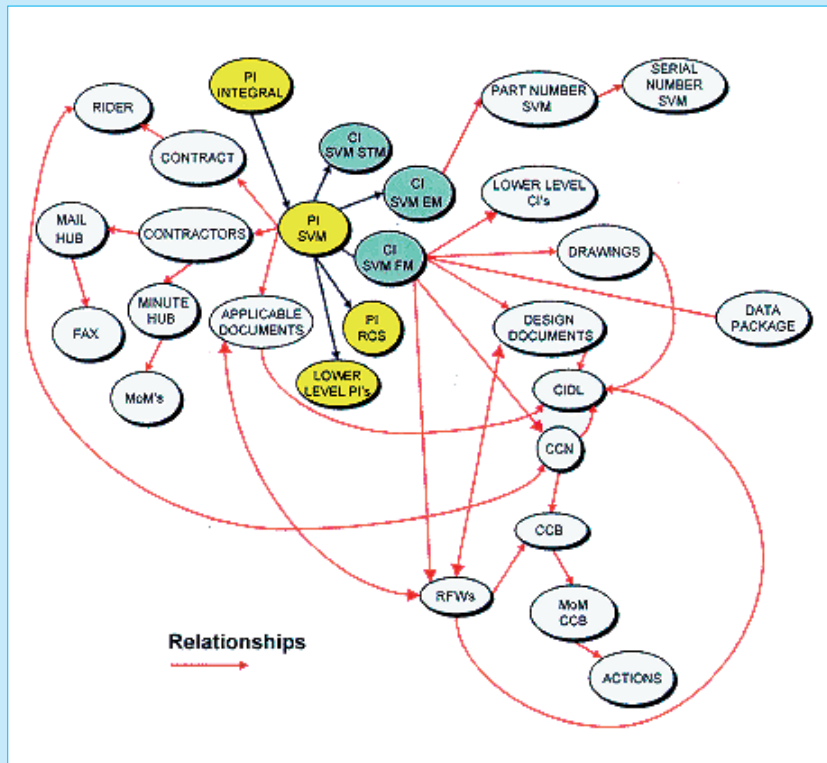 PI
INTEGRAL
SERIAL
NUMBER
SVM
PART NUMBER
SVM
RIDER
CI
SVM STM
CONTRACT
CI
SVM EM
LOWER LEVEL
CI's
MAIL
HUB
CONTRACTORS
PI
SVM
CI
SVM FM
DRAWINGS
MINUTE
HUB
APPLICABLE
DOCUMENTS
PI
RCS
DESIGN
DOCUMENTS
DATA
PACKAGE
FAX
LOWER
LEVEL PI's
MoM's
CIDL
CCN
CCB
RFWs
MoM
CCB
Relationships
ACTIONS